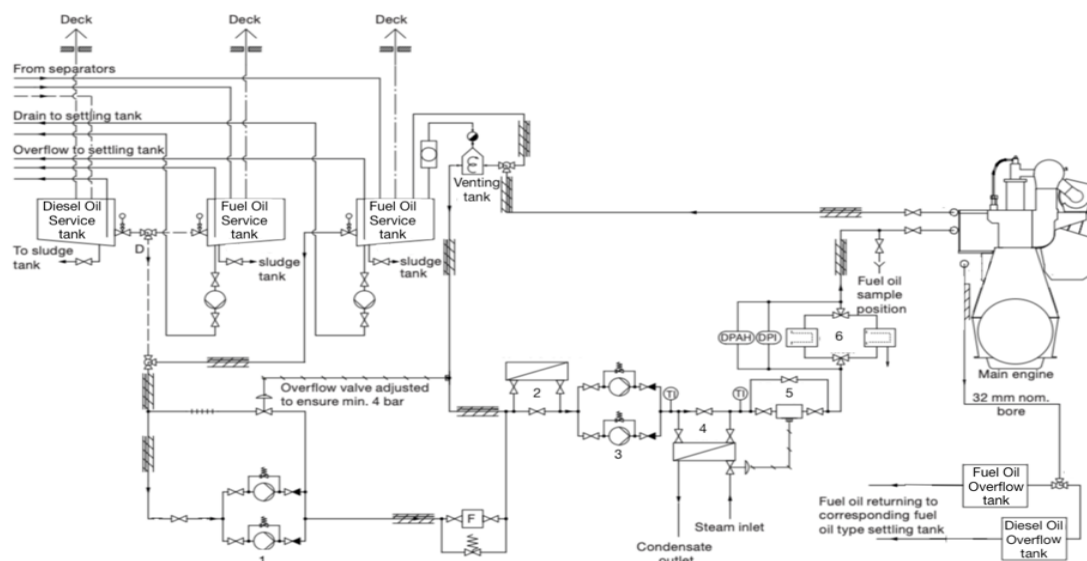 Deck
Deck
Deck
From separators
Drain to settling tank
Overflow to settling tank
Diesel Oil
Service
tank
Fuel Oil
Service
tank
Fuel Oil
Service
tank
Venting
tank
To sludge
tank
D
sludge
tank
sludge
tank
Fuel oil
sample
position
DPAH
DPI
6
Main engine
Overflow valve adjusted
to ensure min. 4 bar
2
TI
TI
5
3
4
32 mm nom.
bore
F
1
Steam inlet
Condensate
outlet
Fuel Oil
Overflow
tank
Fuel oil returning to
corresponding fuel
oil type settling tank
Diesel Oil
Overflow
tank